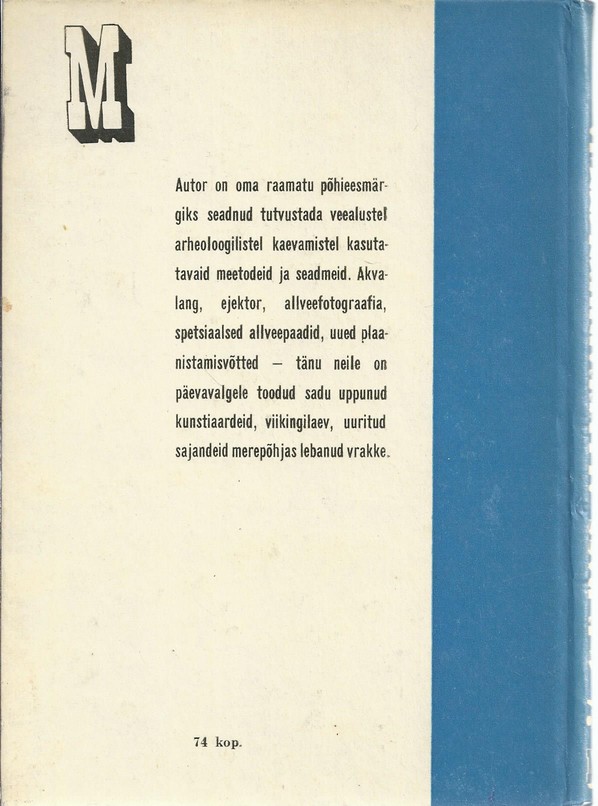 M
Autor on oma raamatu põhieesmär-
giks seadnud tutvustada veealustel
arheoloogilistel kaevamistel kasuta-
tavaid meetodeid ja seadmeid. Akva-
lang, ejektor, allveefotograafia,
spetsiaalsed allveepaadid, uued plaa-
nistamisvõtted — tänu neile on
päevavalgele toodud sadu uppunud
kunstiaardeid, viikingilaev, uuritud
sajandeid merepõhjas lebanud vrakke.
74 kop.